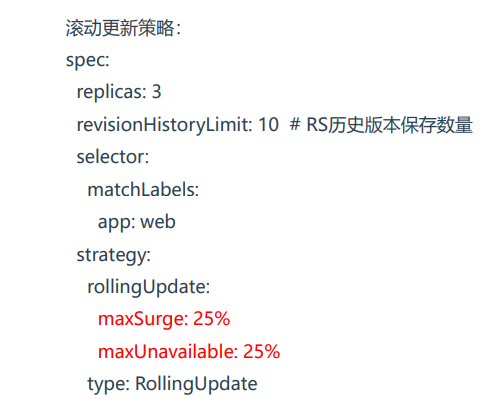 滚动更新策略：
spec:
  replicas: 3
  revisionHistoryLimit: 10  # RS历史版本保存数量
  selector:
    matchLabels:
      app: web
  strategy:
    rollingUpdate:
      maxSurge: 25%
      maxUnavailable: 25%
    type: RollingUpdate